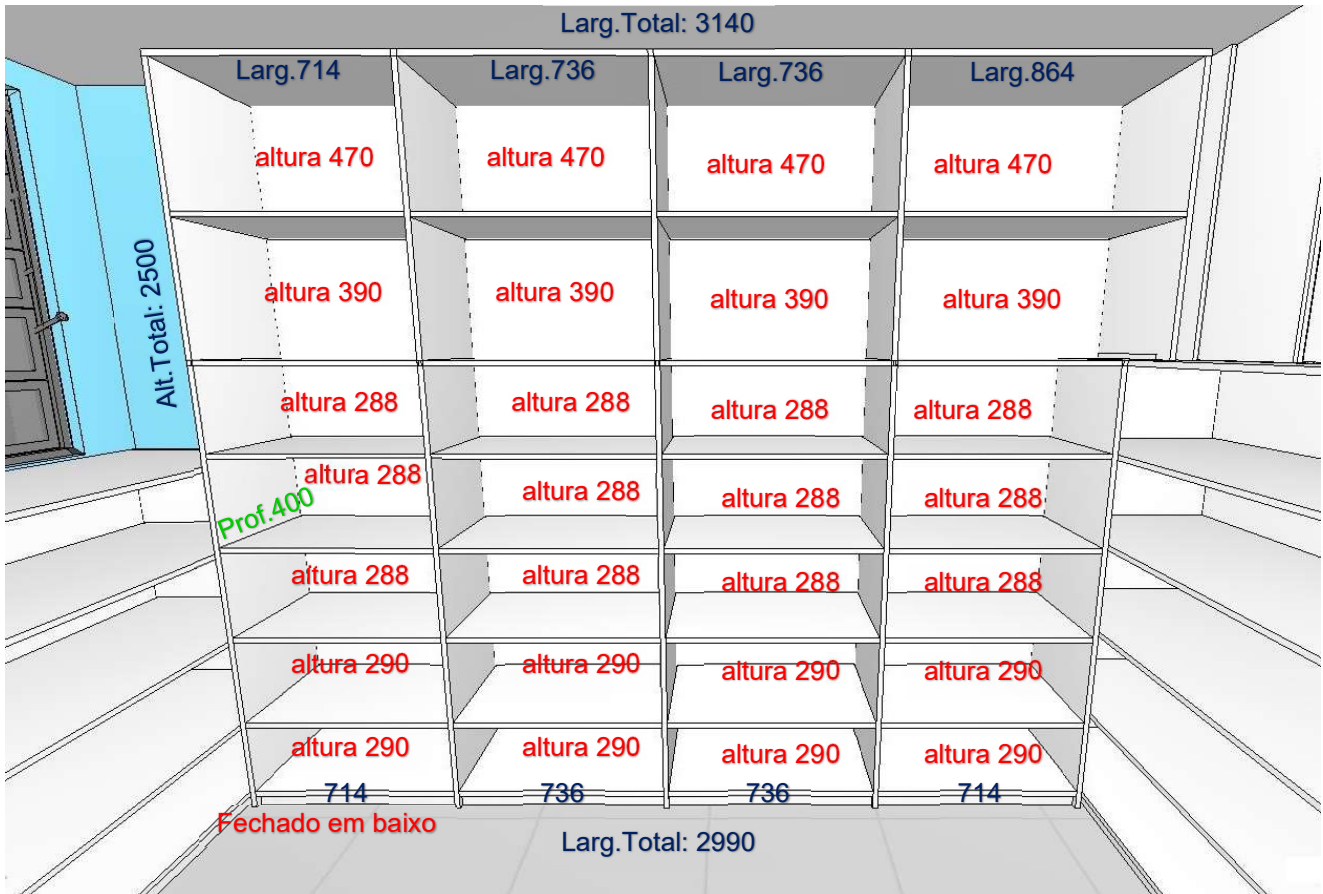 Larg.Total: 3140
Larg.714 Larg.736 Larg.736 Larg.864
altura 470 altura 470 altura 470 altura 470
Alt.Total: 2500
altura 390 altura 390 altura 390 altura 390
altura 288 altura 288 altura 288 altura 288
altura 288 altura 288 altura 288 altura 288
Prof.400
altura 288 altura 288 altura 288 altura 288
altura 290 altura 290 altura 290 altura 290
altura 290 altura 290 altura 290 altura 290
714 736 736 714
Fechado em baixo
Larg.Total: 2990